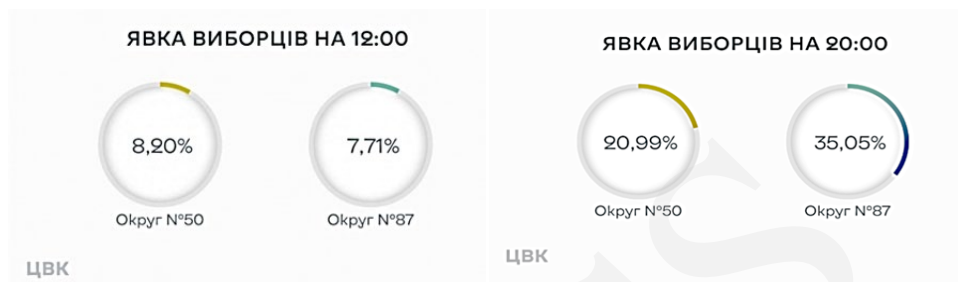 ЯВКА ВИБОРЦІВ НА 12:00
8,20%
7,71%
Округ №50
Округ №87
ЦВК
ЯВКА ВИБОРЦІВ НА 20:00
20,99%
35,05%
Округ №50
Округ №87
ЦВК